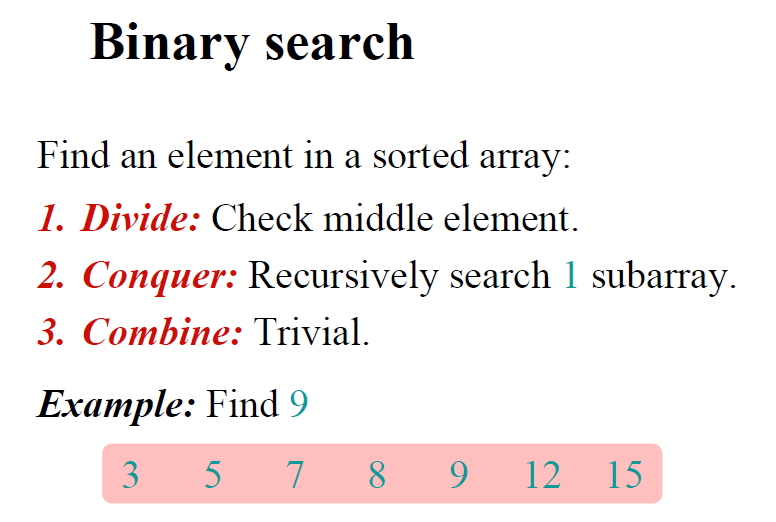 Binary search
Find an element in a sorted array:
1. Divide: Check middle element.
2. Conquer: Recursively search 1 subarray.
3. Combine: Trivial.
Example: Find 9
3 5 7 8 9 12 15